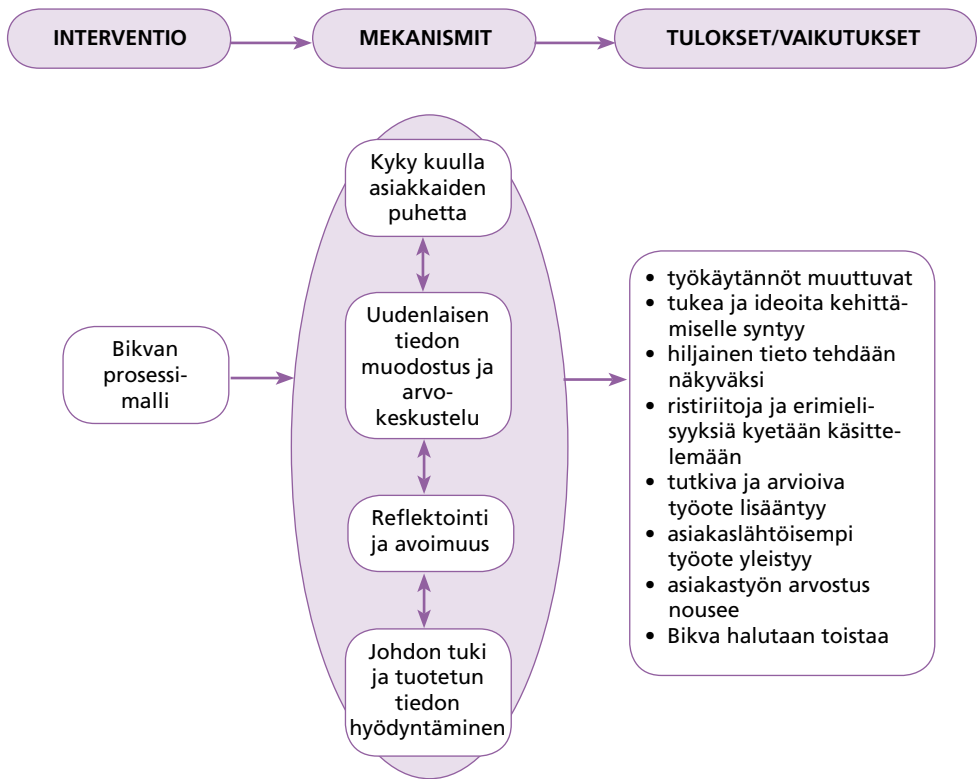 INTERVENTIO
MEKANISMIT
TULOKSET/VAIKUTUKSET
Bikvan
prosessi-
malli
Kyky kuulla
asiakkaiden
puhetta
Uudenlaisen
tiedon
muodostus ja
arvo-
keskustelu
Reflektointi
ja avoimuus
Johdon tuki
ja tuotetun
tiedon
hyödyntäminen
• työkäytännöt muuttuvat
• tukea ja ideoita kehittä-
miselle syntyy
• hiljainen tieto tehdään
näkyväksi
• ristiriitoja ja erimieli-
syyksiä kyetään käsitte-
lemään
• tutkiva ja arvioiva
työote lisääntyy
• asiakaslähtöisempi
työote yleistyy
• asiakastyön arvostus
nousee
• Bikva halutaan toistaa